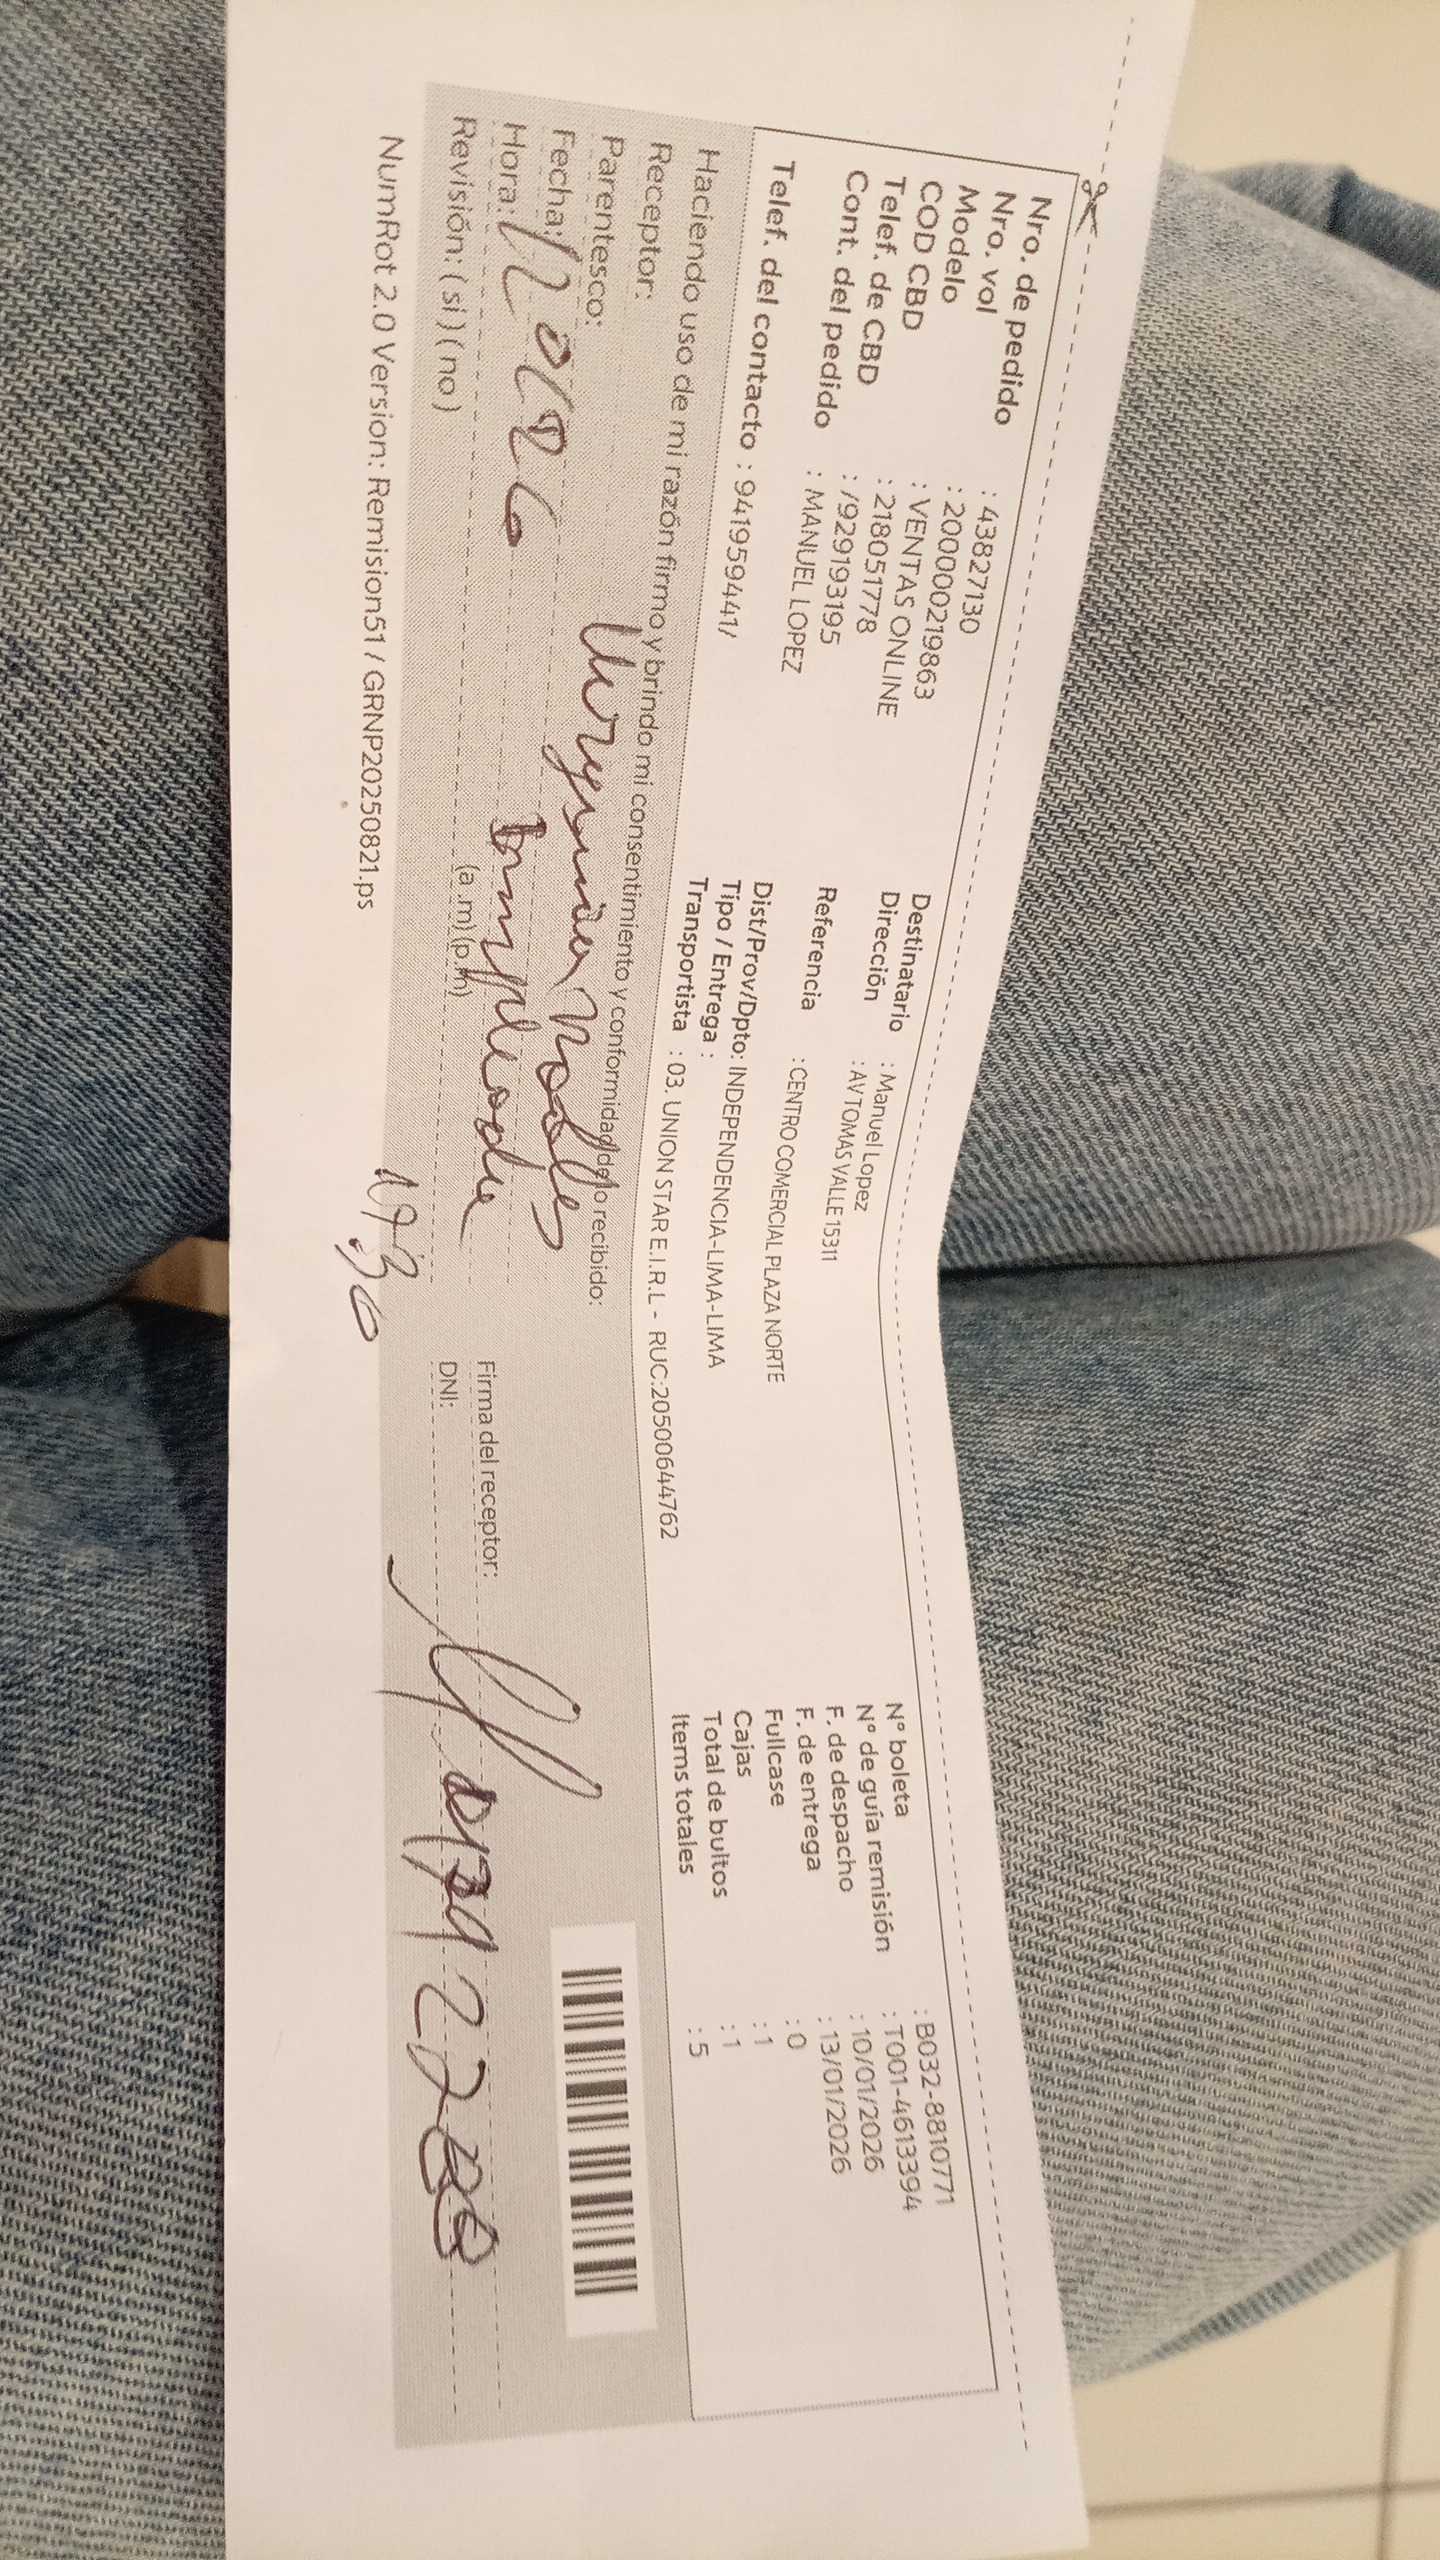 Nro. de pedido : 43827130
Nro. vol : 2000000219863
Modelo : VENTAS ONLINE
COD CBD : 218051778
Telef. de CBD : /929193195
Cont. del pedido : MANUEL LOPEZ
Telef. del contacto : 941959441/
Destinatario : Manuel Lopez
Dirección : AV TOMAS VALLE 15311
Referencia : CENTRO COMERCIAL PLAZA NORTE
Dist/Prov/Dpto: INDEPENDENCIA-LIMA-LIMA
Tipo / Entrega :
Transportista : 03. UNION STAR E.I.R.L - RUC:20500644762
N° boleta : B032-8810771
N° de guía remisión : T001-4613394
F. de despacho : 10/01/2026
F. de entrega : 13/01/2026
Fullcase : 0
Cajas : 1
Total de bultos : 1
Items totales : 5
Haciendo uso de mi razón firmo y brindo mi consentimiento y conformidad de lo recibido:
Receptor: Robles
Parentesco:
Fecha:
Hora: (a.m)(p.m) 17:30
Revisión: ( si ) ( no )
Firma del receptor:
DNI:
NumRot 2.0 Version: Remision51 / GRNP20250821.ps